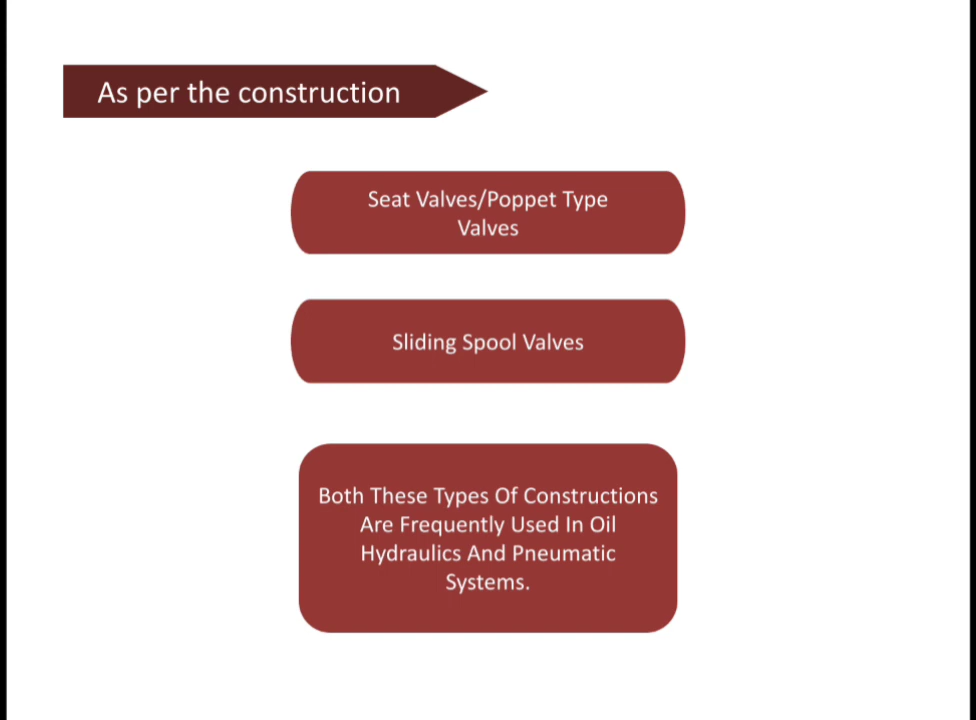 As per the construction
Seat Valves/Poppet Type
Valves
Sliding Spool Valves
Both These Types Of Constructions
Are Frequently Used In Oil
Hydraulics And Pneumatic
Systems.